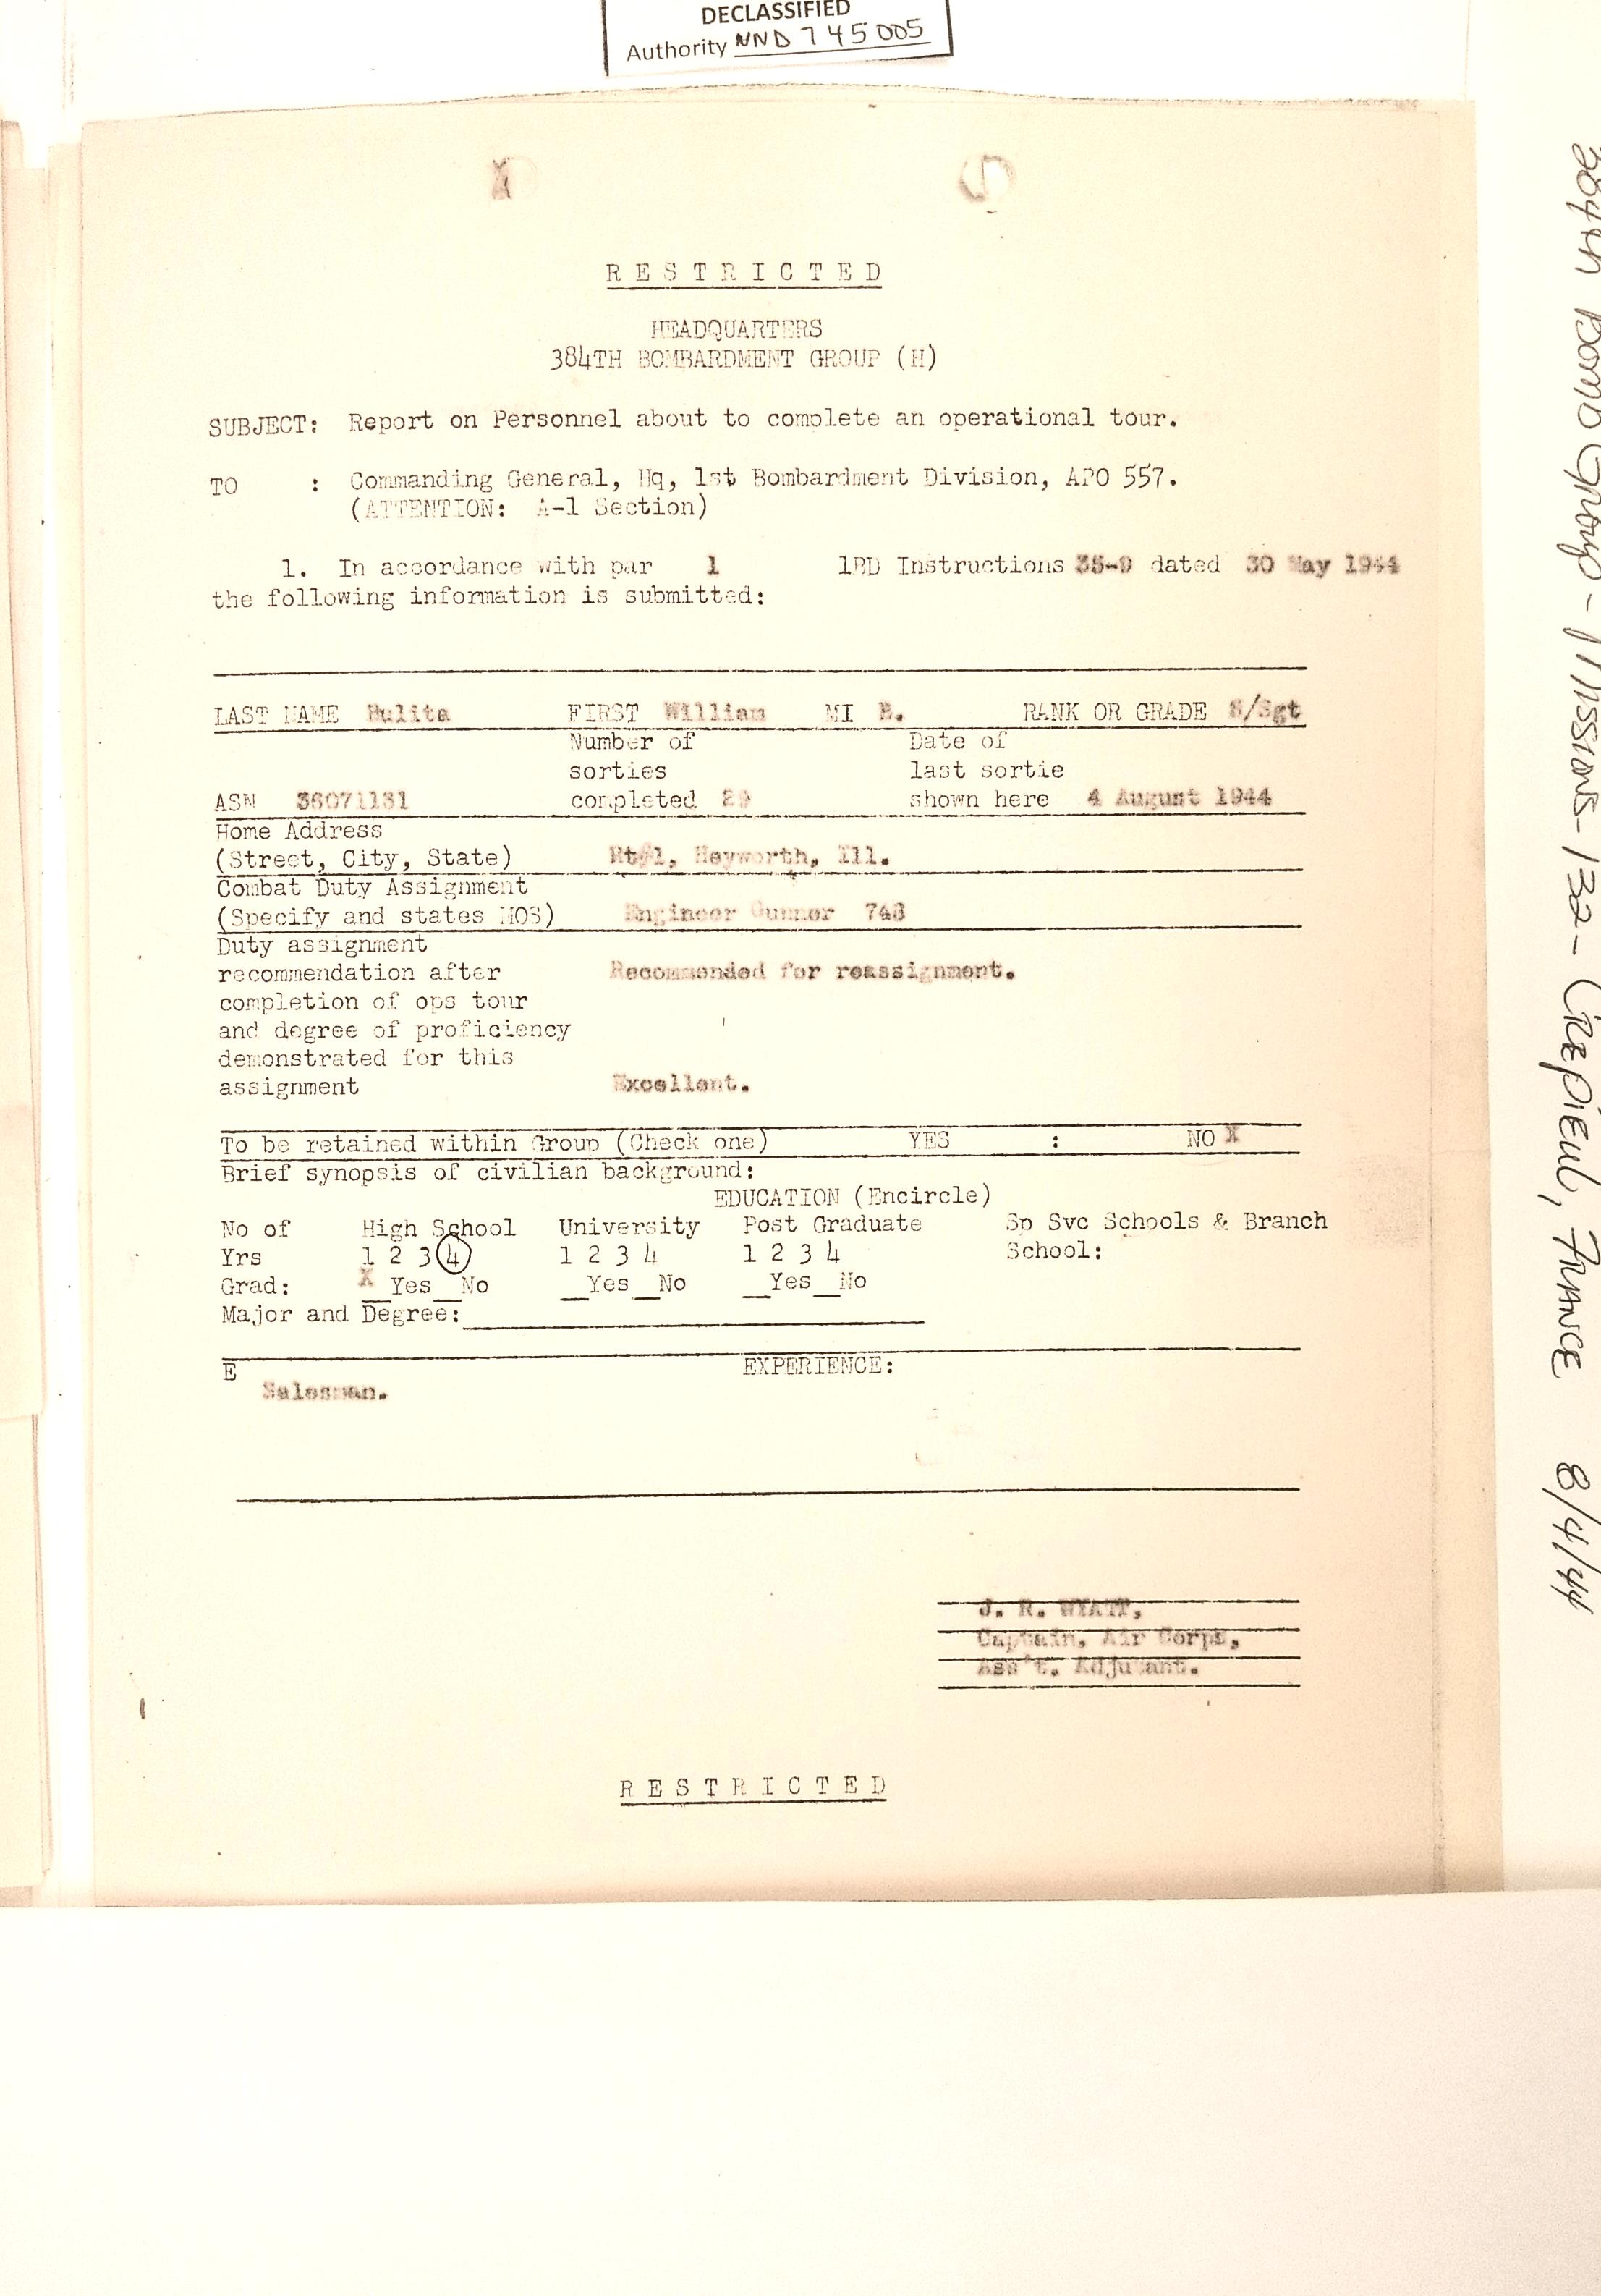 DECLASSIFIED
Authority NND 745005
RESTRICTED
HEADQUARTERS
384TH BOMBARDMENT GROUP (H)
SUBJECT: Report on Personnel about to complete an operational tour.
TO : Commanding General, Hq, 1st Bombardment Division, APO 557.
(ATTENTION: A-1 Section)
1. In accordance with par 1 1BD Instructions 35-9 dated 30 May 1944
the following information is submitted:
LAST NAME FIRST William MI B. RANK OR GRADE S/Sgt
Number of Date of
sorties last sortie
ASN 36071131 completed shown here 4 August 1944
Home Address
(Street, City, State) Rt#1, Heyworth, Ill.
Combat Duty Assignment
(Specify and states MOS) Engineer Gunner 748
Duty assignment
recommendation after Recommended for reassignment.
completion of ops tour
and degree of proficiency
demonstrated for this
assignment Excellent.
To be retained within Group (Check one) YES : NO X
Brief synopsis of civilian background:
EDUCATION (Encircle)
No of High School University Post Graduate Sp Svc Schools & Branch
Yrs 1 2 3 4 1 2 3 4 1 2 3 4 School:
Grad: X Yes__No __Yes__No __Yes__No
Major and Degree:
E EXPERIENCE:
Salesman.
J. R. WYATT,
Captain, Air Corps,
Ass't. Adjutant.
RESTRICTED
384th Bomb Group - Missions - 132 - Crepieul, France 8/4/44